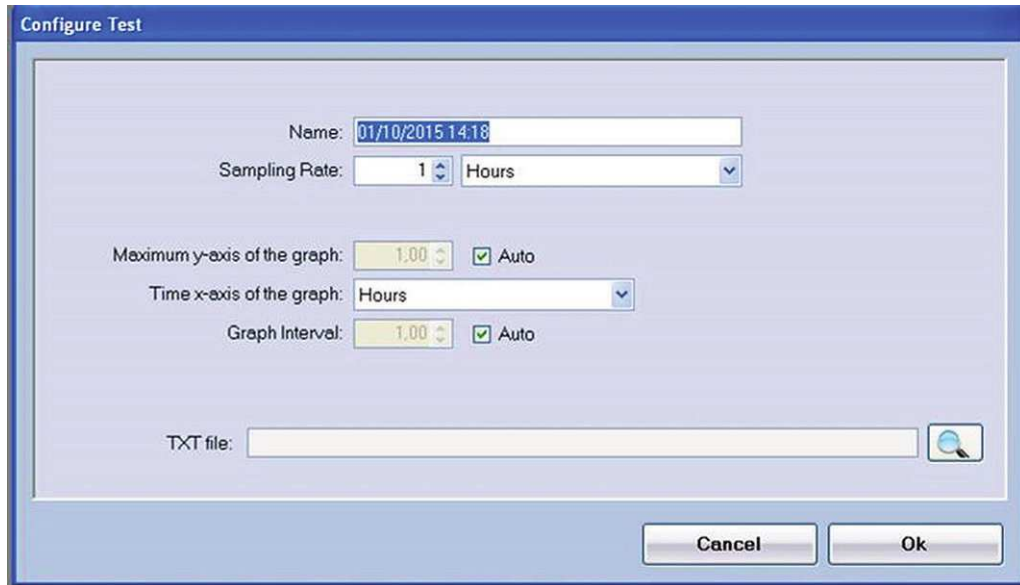 Configure Test
Name: 01/10/2015 14:18
Sampling Rate: 1 Hours
Maximum y-axis of the graph: 1,00 Auto
Time x-axis of the graph: Hours
Graph Interval: 1,00 Auto
TXT file:
Cancel Ok